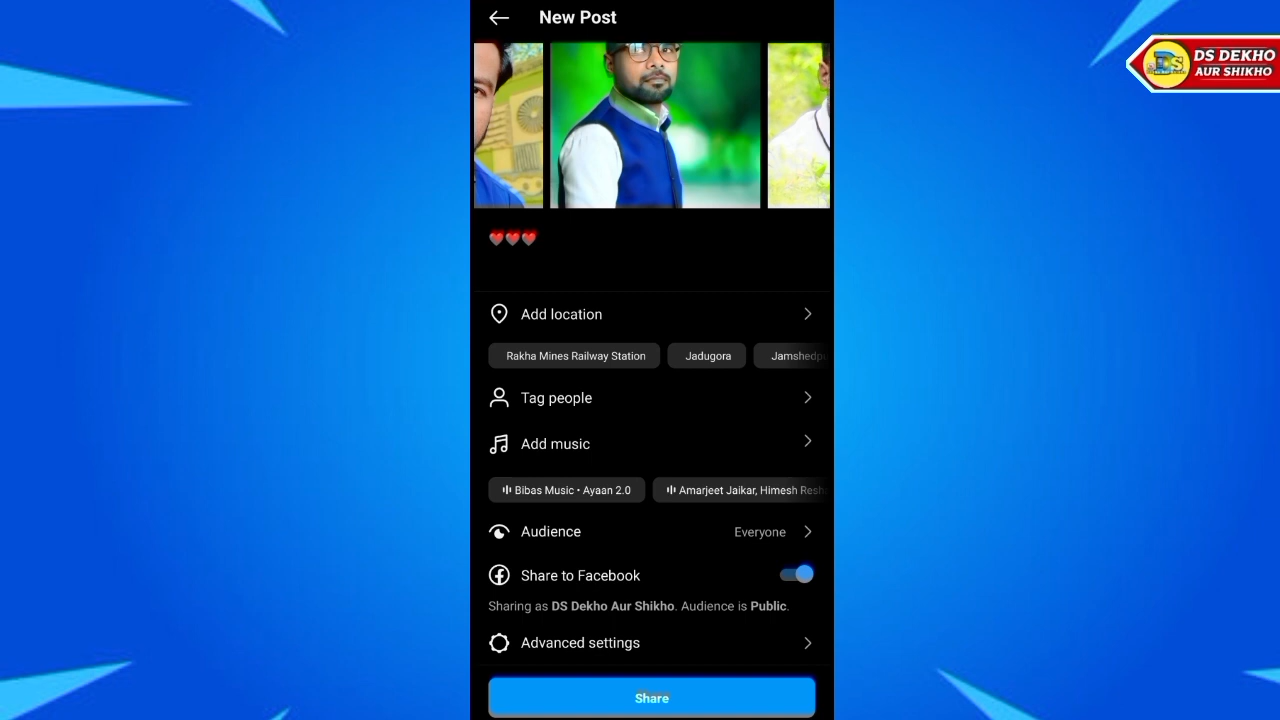 New Post
DS DEKHO
AUR SHIKHO
DS
❤❤❤
Add location
Rakha Mines Railway Station
Jadugora
Tag people
Add music
Bibas Music • Ayaan 2.0
Amarjeet Jaikar, Himesh
Audience
Everyone
Share to Facebook
Sharing as DS Dekho Aur Shikho. Audience is Public.
Advanced settings
Share